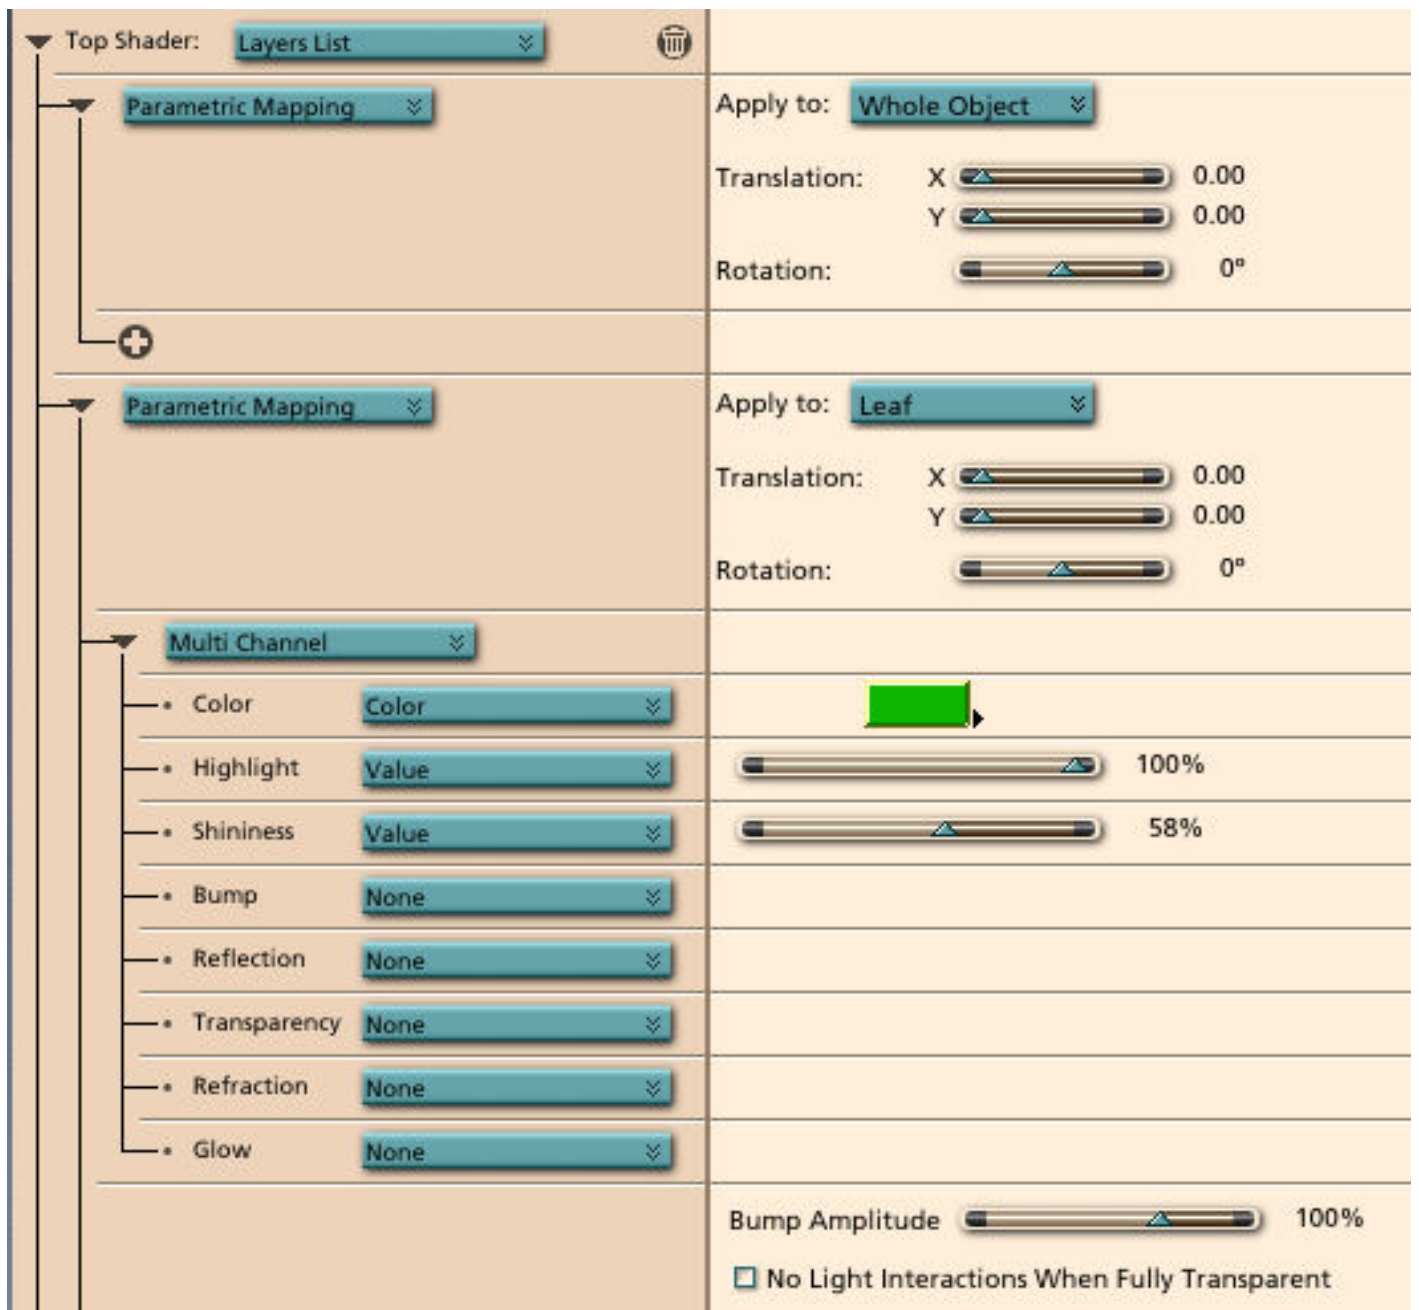 Top Shader: Layers List
Parametric Mapping Apply to: Whole Object
Translation: X 0.00
Y 0.00
Rotation: 0°
Parametric Mapping Apply to: Leaf
Translation: X 0.00
Y 0.00
Rotation: 0°
Multi Channel
Color Color
Highlight Value 100%
Shininess Value 58%
Bump None
Reflection None
Transparency None
Refraction None
Glow None
Bump Amplitude 100%
No Light Interactions When Fully Transparent